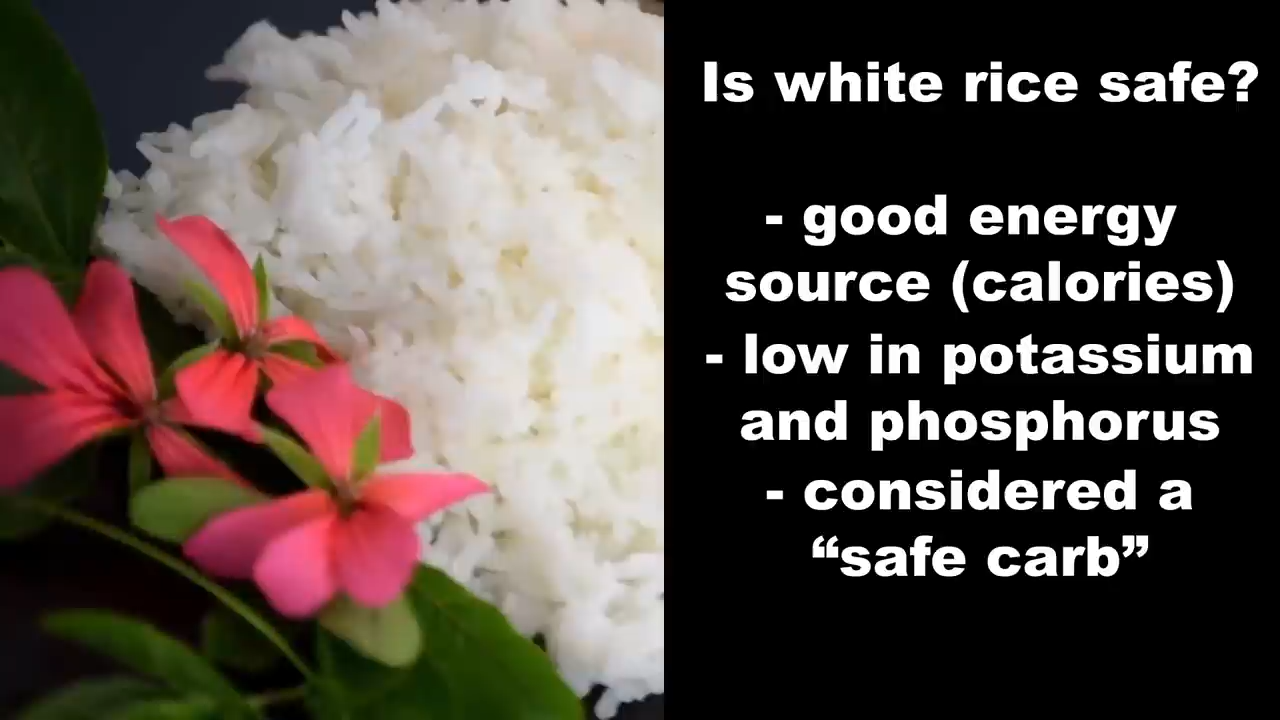 Is white rice safe?
- good energy
source (calories)
- low in potassium
and phosphorus
- considered a
“safe carb”